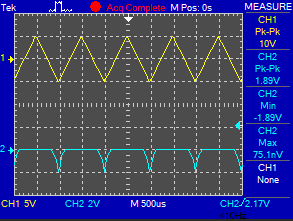 Tek
Acq Complete
M Pos: 0s
MEASURE
CH1
Pk-Pk
10V
CH2
Pk-Pk
1.89V
CH2
Min
-1.89V
CH2
Max
75.1mV
CH1
None
1
2
CH1 5V
CH2 2V
M 500us
CH2/-2.17V